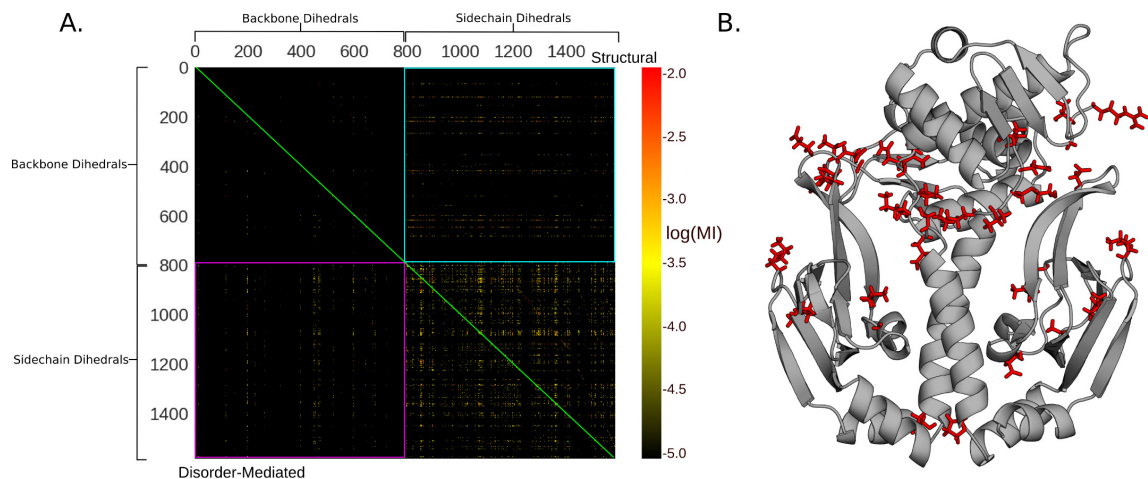 A.
B.
Backbone Dihedrals
Sidechain Dihedrals
0 200 400 600 800 1000 1200 1400
Structural
0
200
Backbone Dihedrals
400
600
800
1000
Sidechain Dihedrals
1200
1400
Disorder-Mediated
-2.0
-2.5
-3.0
log(MI)
-3.5
-4.0
-4.5
-5.0